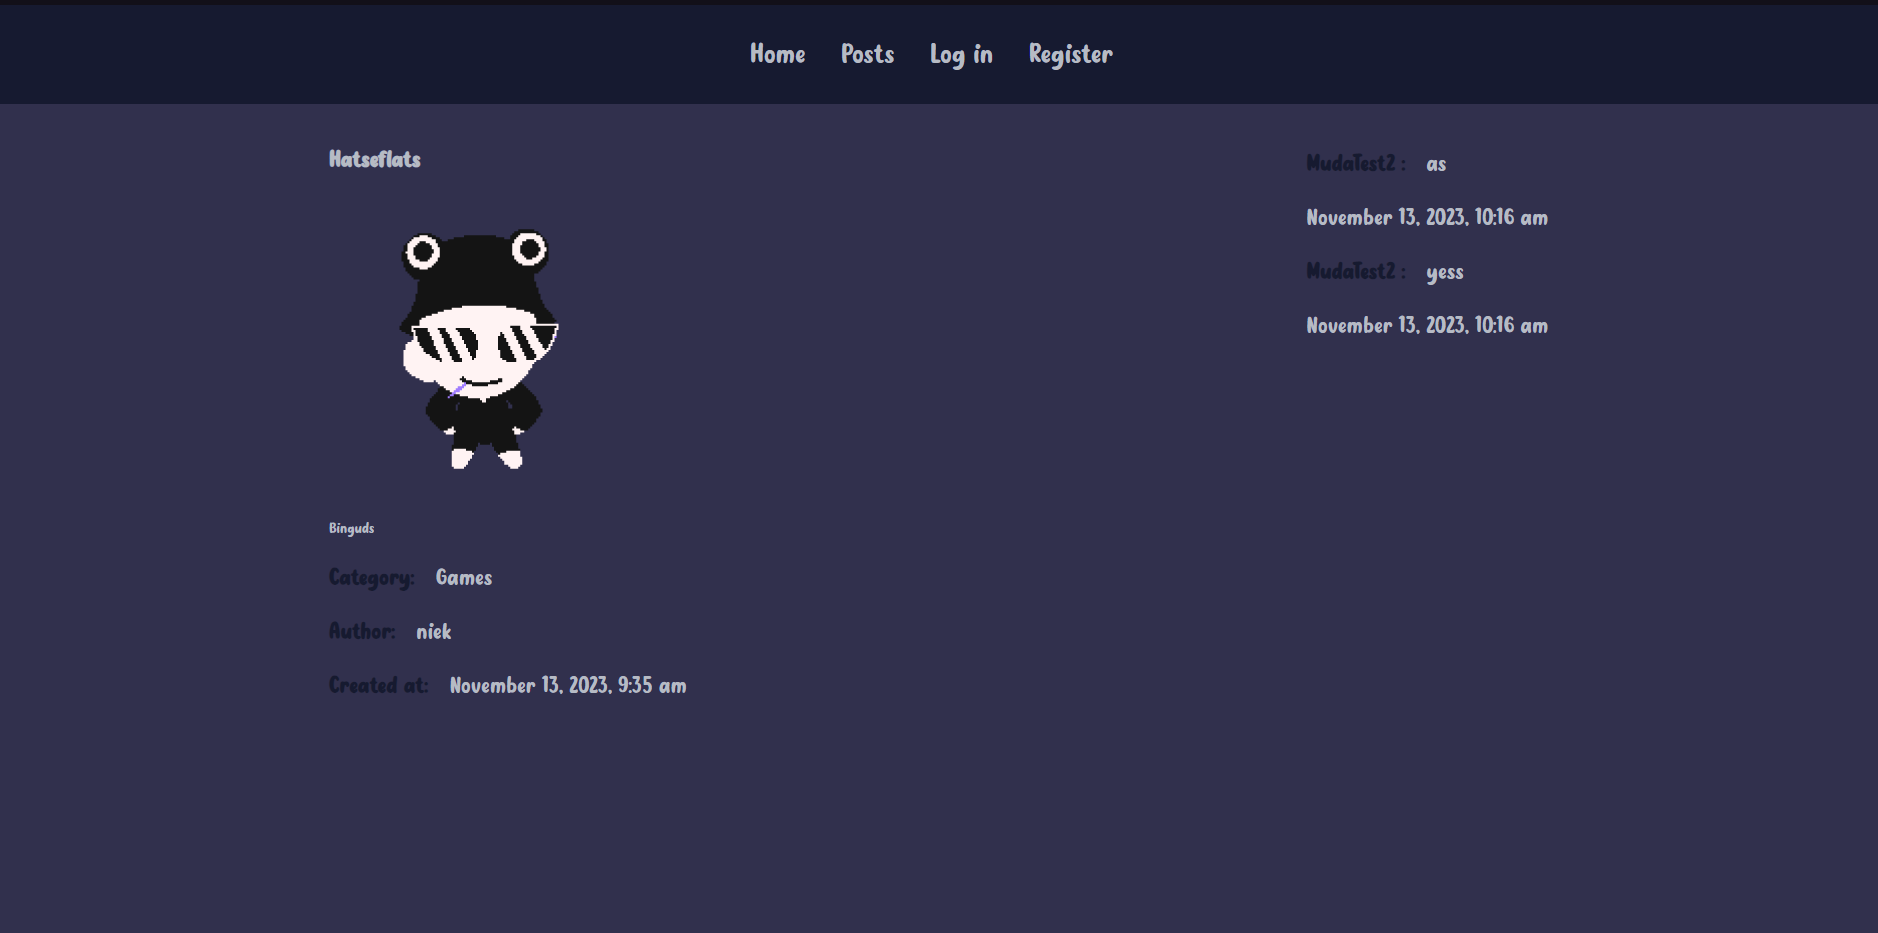 Home Posts Log in Register
Hatseflats
Binguds
Category: Games
Author: niek
Created at: November 13, 2023, 9:35 am
MudaTest2 : as
November 13, 2023, 10:16 am
MudaTest2 : yess
November 13, 2023, 10:16 am